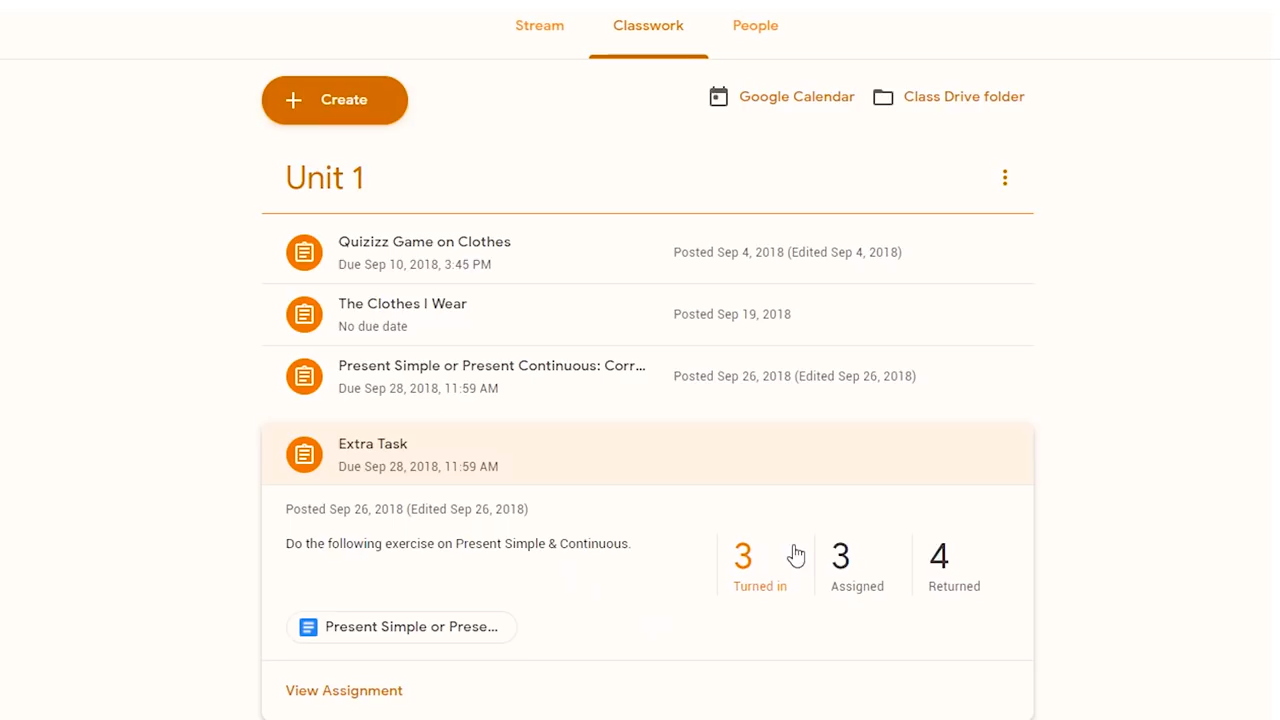 Stream
Classwork
People
Create
Google Calendar
Class Drive folder
Unit 1
Quizizz Game on Clothes
Due Sep 10, 2018, 3:45 PM
Posted Sep 4, 2018 (Edited Sep 4, 2018)
The Clothes I Wear
No due date
Posted Sep 19, 2018
Present Simple or Present Continuous: Corr...
Due Sep 28, 2018, 11:59 AM
Posted Sep 26, 2018 (Edited Sep 26, 2018)
Extra Task
Due Sep 28, 2018, 11:59 AM
Posted Sep 26, 2018 (Edited Sep 26, 2018)
Do the following exercise on Present Simple & Continuous.
3
Turned in
3
Assigned
4
Returned
Present Simple or Prese...
View Assignment